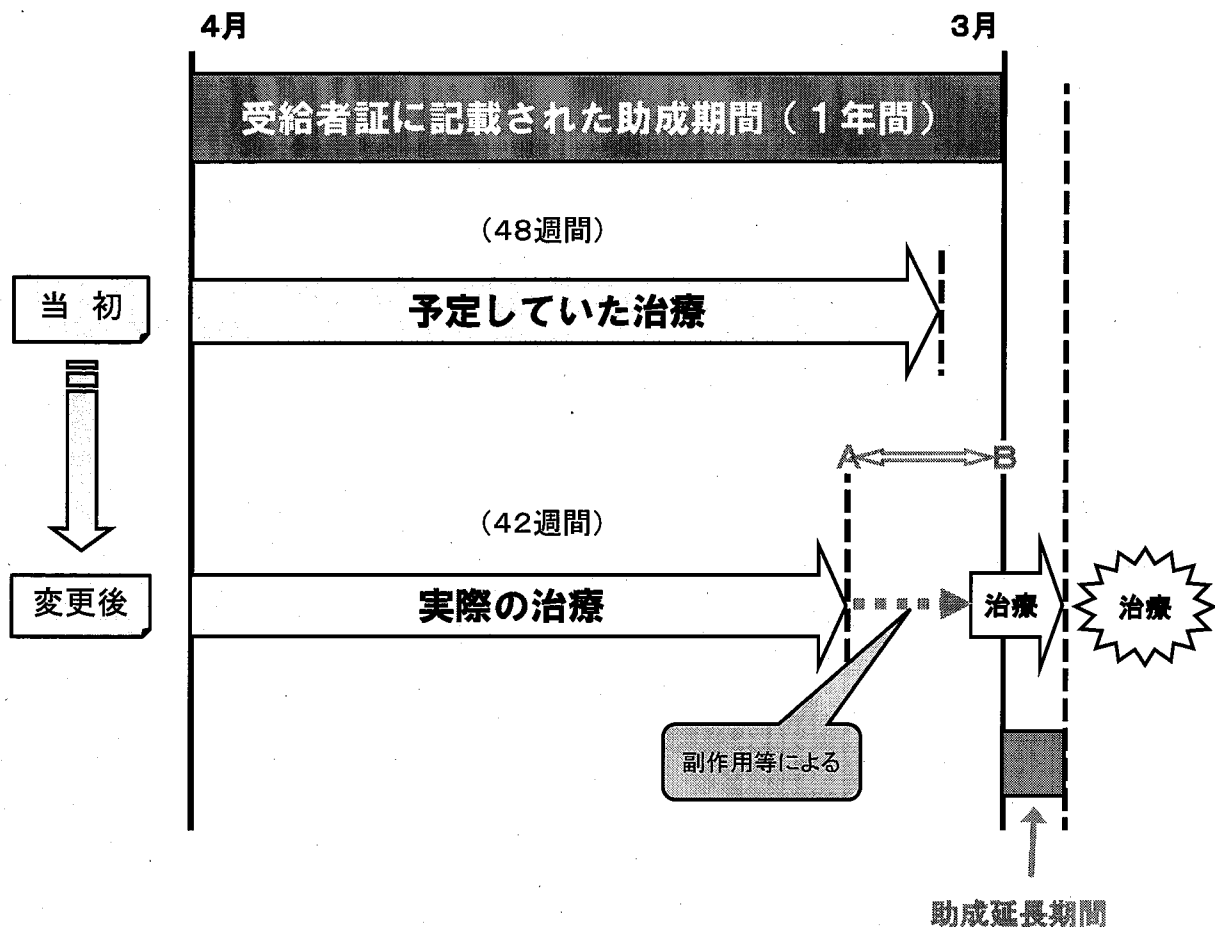 4月
3月
受給者証に記載された助成期間（１年間）
（48週間）
当 初
予定していた治療
A
B
（42週間）
変更後
実際の治療
治療
治療
副作用等による
助成延長期間